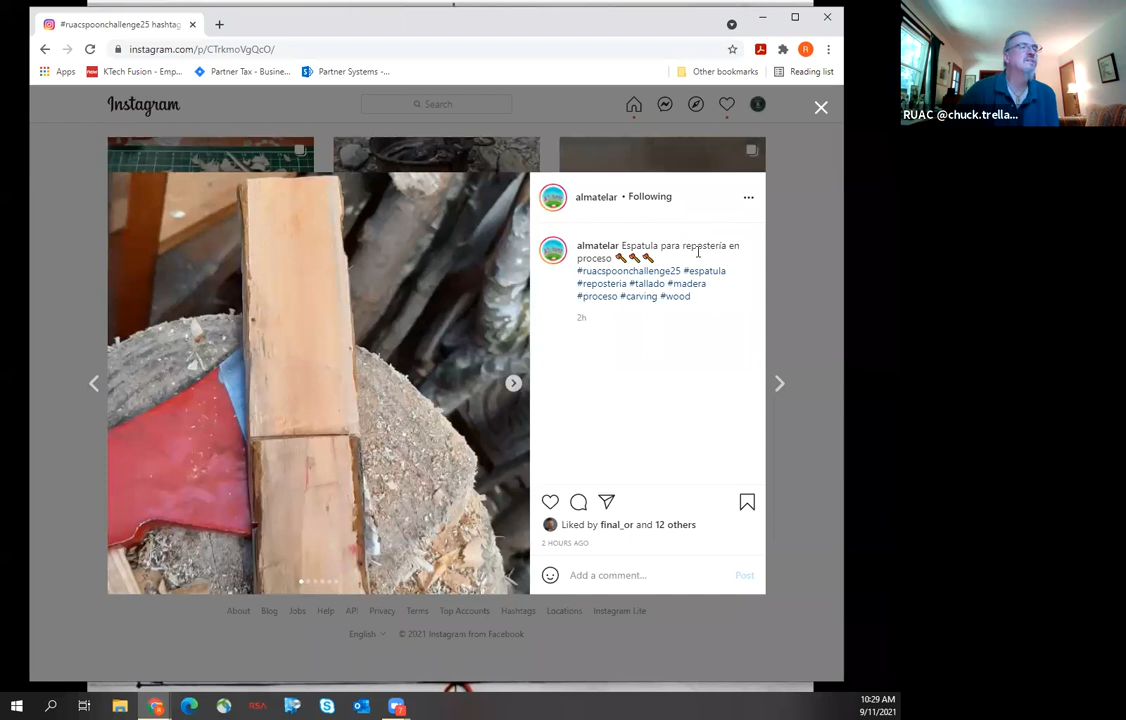 #ruacspoonchallenge25 hashtag
instagram.com/p/CTrkmoVgQcO/
R
Apps
KTech Fusion - Emp...
Partner Tax - Busine...
Partner Systems -...
Other bookmarks
Reading list
Instagram
Search
RUAC @chuck.trella...
almatelar • Following
almatelar Espatula para repostería en
proceso
#ruacspoonchallenge25 #espatula
#reposteria #tallado #madera
#proceso #carving #wood
2h
Liked by final_or and 12 others
2 HOURS AGO
Add a comment...
Post
About Blog Jobs Help API Privacy Terms Top Accounts Hashtags Locations Instagram Lite
English © 2021 Instagram from Facebook
RSA
10:29 AM
9/11/2021